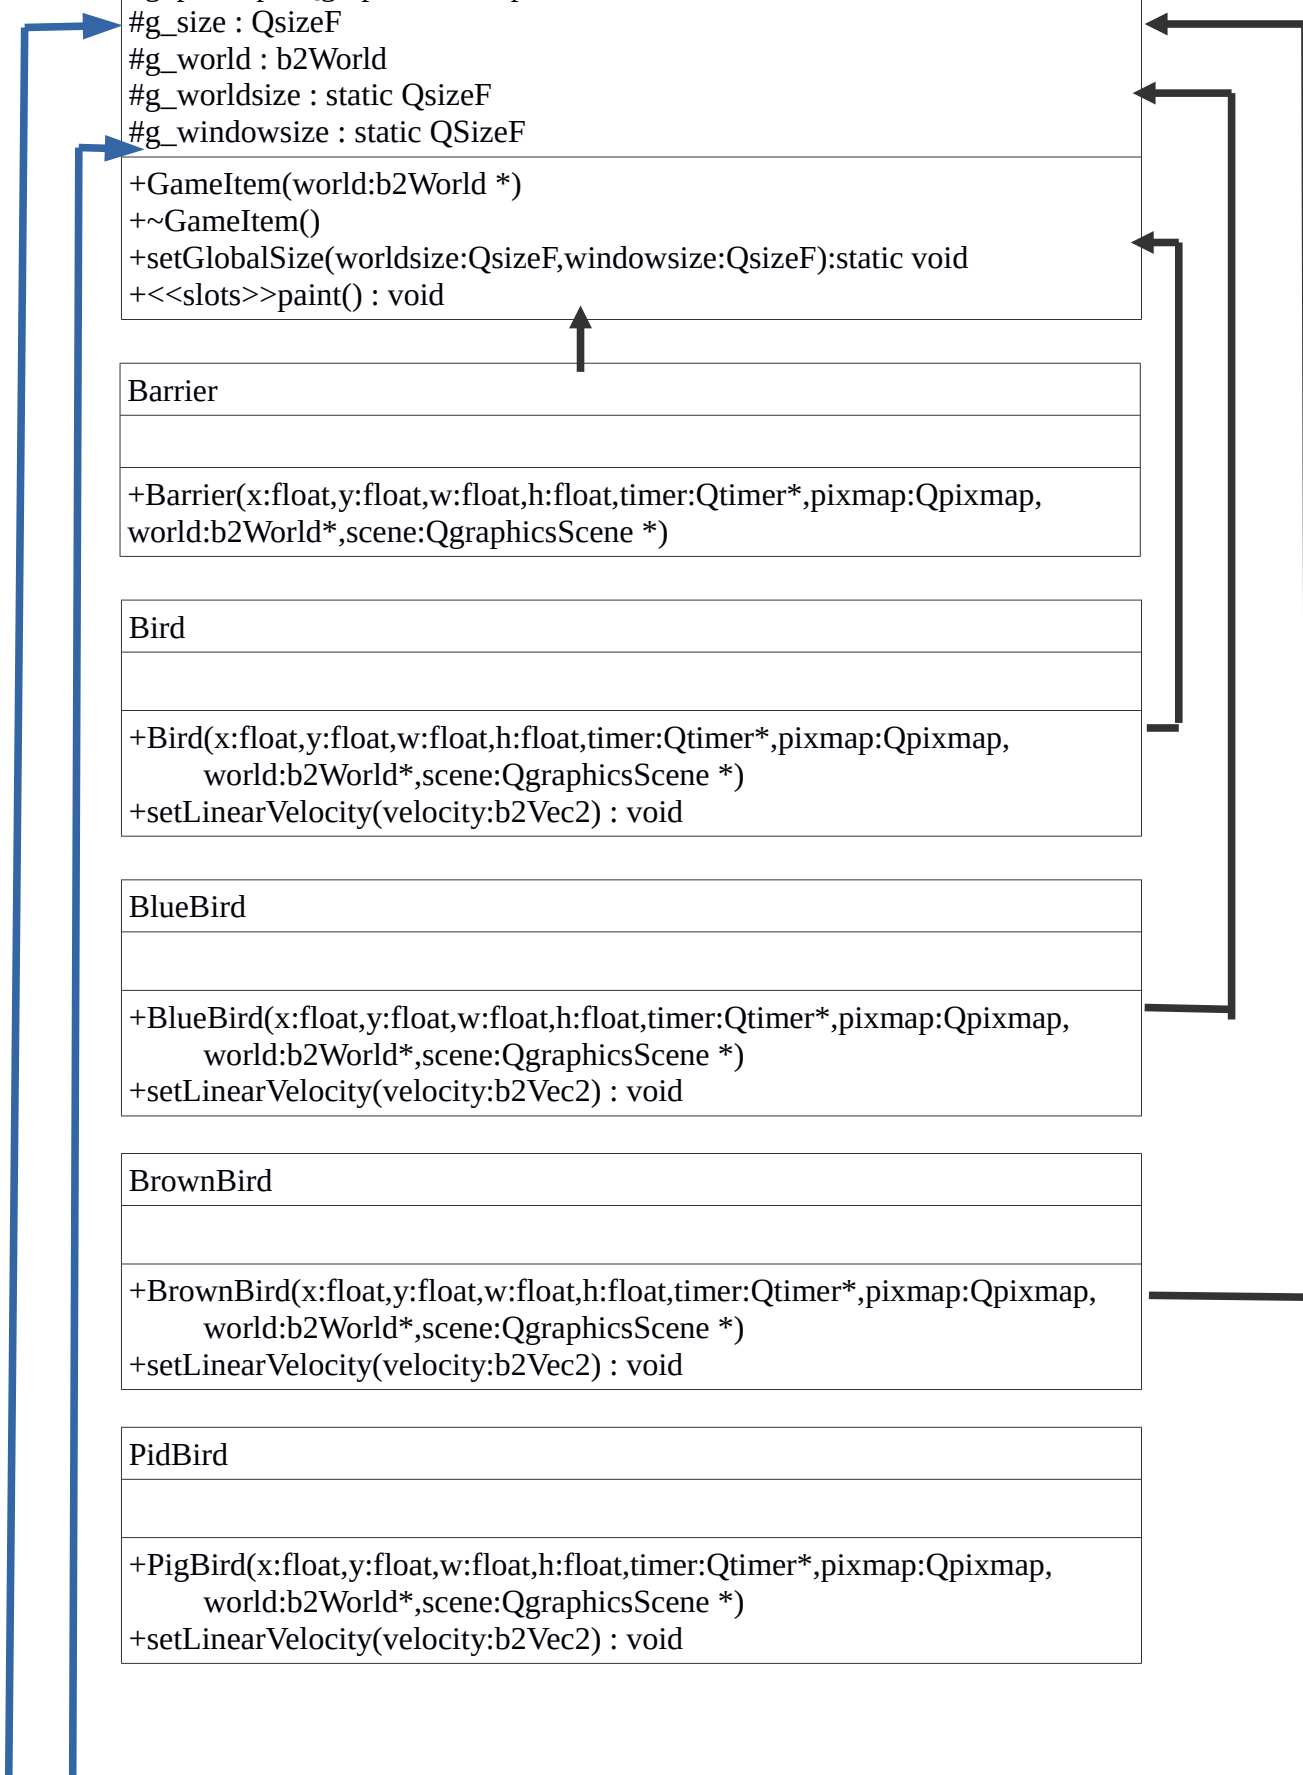 #g_size : QsizeF
#g_world : b2World
#g_worldsize : static QsizeF
#g_windowsize : static QSizeF
+GameItem(world:b2World *)
+~GameItem()
+setGlobalSize(worldsize:QsizeF,windowsize:QsizeF):static void
+<<slots>>paint() : void
Barrier
+Barrier(x:float,y:float,w:float,h:float,timer:Qtimer*,pixmap:Qpixmap,
world:b2World*,scene:QgraphicsScene *)
Bird
+Bird(x:float,y:float,w:float,h:float,timer:Qtimer*,pixmap:Qpixmap,
world:b2World*,scene:QgraphicsScene *)
+setLinearVelocity(velocity:b2Vec2) : void
BlueBird
+BlueBird(x:float,y:float,w:float,h:float,timer:Qtimer*,pixmap:Qpixmap,
world:b2World*,scene:QgraphicsScene *)
+setLinearVelocity(velocity:b2Vec2) : void
BrownBird
+BrownBird(x:float,y:float,w:float,h:float,timer:Qtimer*,pixmap:Qpixmap,
world:b2World*,scene:QgraphicsScene *)
+setLinearVelocity(velocity:b2Vec2) : void
PidBird
+PigBird(x:float,y:float,w:float,h:float,timer:Qtimer*,pixmap:Qpixmap,
world:b2World*,scene:QgraphicsScene *)
+setLinearVelocity(velocity:b2Vec2) : void